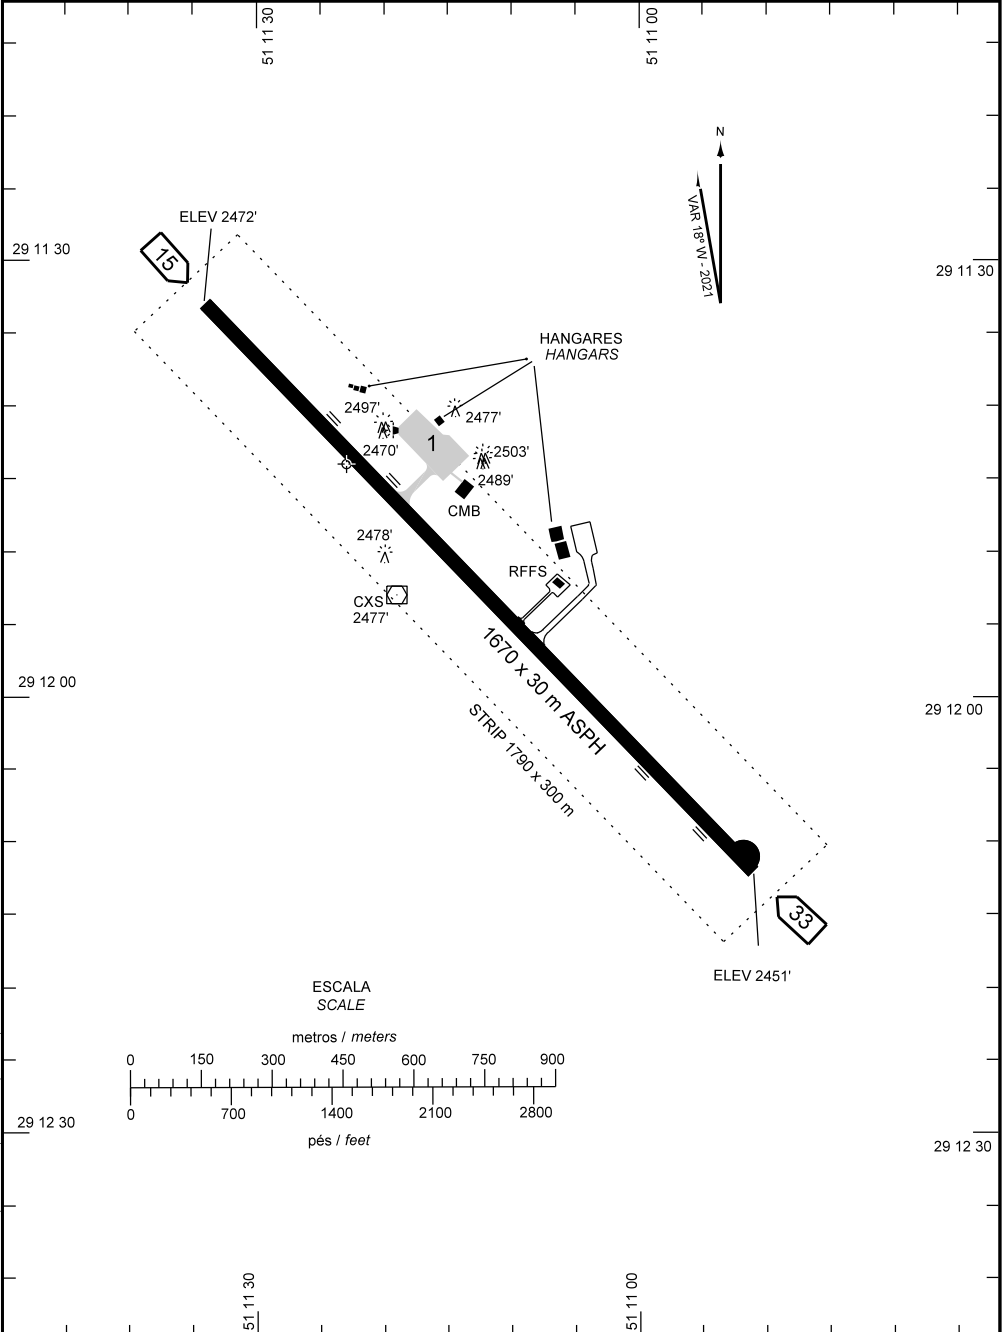 51 11 30
51 11 00
N
VAR 18° W - 2021
ELEV 2472'
15
29 11 30
29 11 30
HANGARES
HANGARS
2497'
2477'
1
2470'
2503'
2489'
CMB
2478'
RFFS
CXS
2477'
1670 x 30 m ASPH
STRIP 1790 x 300 m
29 12 00
29 12 00
33
ELEV 2451'
ESCALA
SCALE
metros / meters
0 150 300 450 600 750 900
0 700 1400 2100 2800
pés / feet
29 12 30
29 12 30
51 11 30
51 11 00